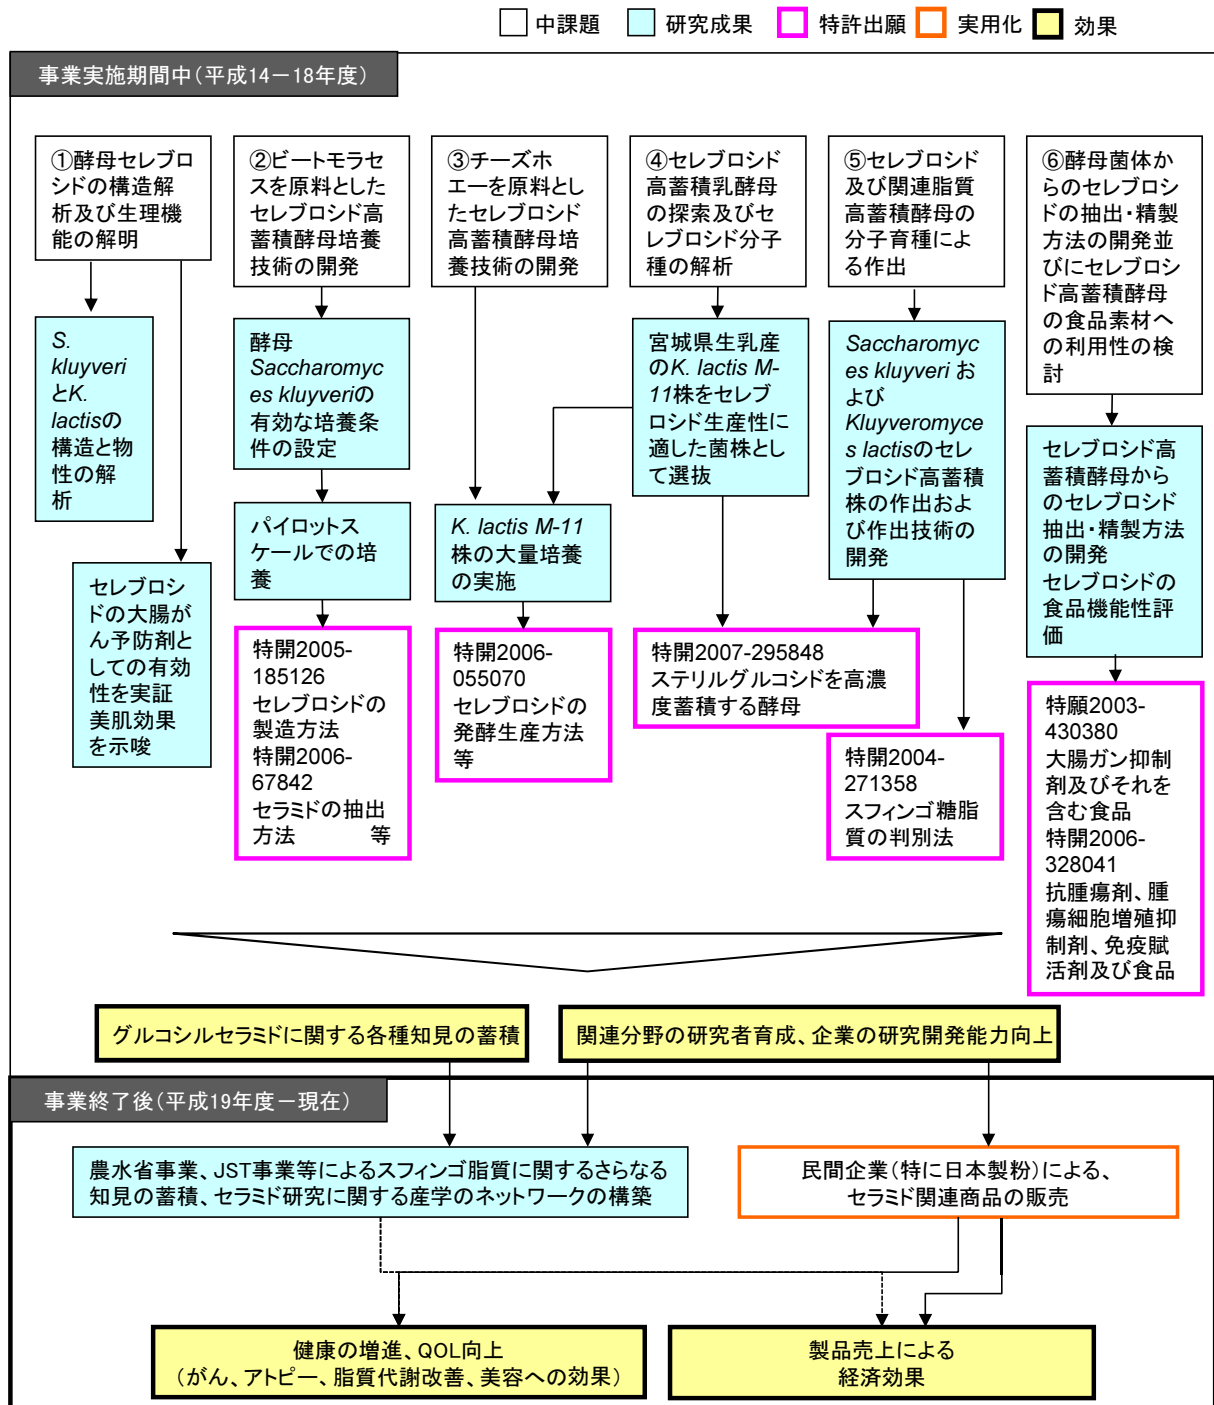 中課題
研究成果
特許出願
実用化
効果
事業実施期間中（平成14－18年度）
①酵母セレブロ
シドの構造解
析及び生理機
能の解明
②ビートモラセ
スを原料とした
セレブロシド高
蓄積酵母培養
技術の開発
③チーズホ
エーを原料とし
たセレブロシド
高蓄積酵母培
養技術の開発
④セレブロシド
高蓄積乳酵母
の探索及びセ
レブロシド分子
種の解析
⑤セレブロシド
及び関連脂質
高蓄積酵母の
分子育種によ
る作出
⑥酵母菌体か
らのセレブロシ
ドの抽出・精製
方法の開発並
びにセレブロシ
ド高蓄積酵母
の食品素材へ
の利用性の検
討
S.
kluyveri
とK.
lactisの
構造と物
性の解
析
酵母
Saccharomyc
es kluyveriの
有効な培養条
件の設定
宮城県生乳産
のK. lactis M-
11株をセレブ
ロシド生産性に
適した菌株とし
て選抜
Saccharomyc
es kluyveri お
よび
Kluyveromyce
s lactisのセレ
ブロシド高蓄積
株の作出およ
び作出技術の
開発
セレブロシド高
蓄積酵母から
のセレブロシド
抽出・精製方法
の開発
セレブロシドの
食品機能性評
価
パイロットス
ケールでの培
養
K. lactis M-11
株の大量培養
の実施
セレブロシ
ドの大腸が
ん予防剤と
しての有効
性を実証
美肌効果
を示唆
特開2005-
185126
セレブロシドの
製造方法
特開2006-
67842
セラミドの抽出
方法　　等
特開2006-
055070
セレブロシドの
発酵生産方法
等
特開2007-295848
ステリルグルコシドを高濃
度蓄積する酵母
特開2004-
271358
スフィンゴ糖脂
質の判別法
特願2003-
430380
大腸ガン抑制
剤及びそれを
含む食品
特開2006-
328041
抗腫瘍剤、腫
瘍細胞増殖抑
制剤、免疫賦
活剤及び食品
グルコシルセラミドに関する各種知見の蓄積
関連分野の研究者育成、企業の研究開発能力向上
事業終了後（平成19年度－現在）
農水省事業、JST事業等によるスフィンゴ脂質に関するさらなる
知見の蓄積、セラミド研究に関する産学のネットワークの構築
民間企業（特に日本製粉）による、
セラミド関連商品の販売
健康の増進、QOL向上
（がん、アトピー、脂質代謝改善、美容への効果）
製品売上による
経済効果